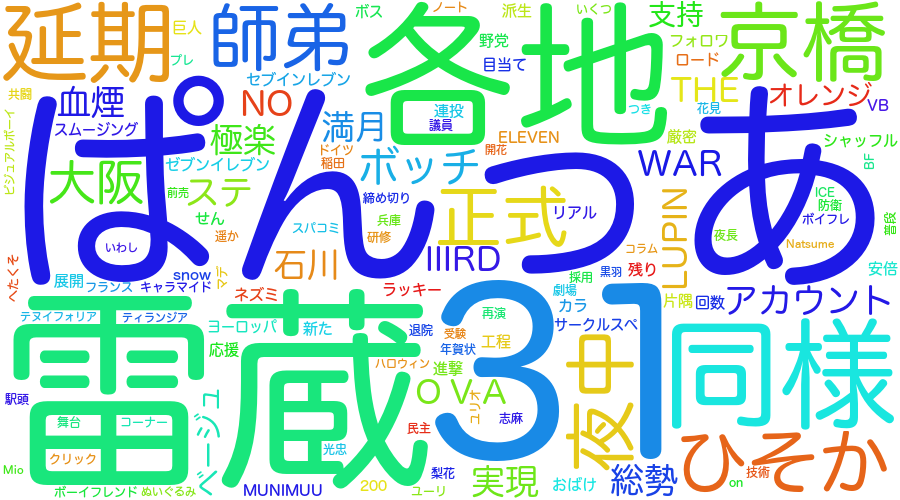 延期
巨人
プレ
師弟
ボス
ノート
派生
いくつ
支持
京橋
各地
野党
目当て
フォロワ
ロード
セブインレブン
共闘
血煙
NO
THE
オレンジ
VB
スムージング
連投
議員
つぎ
花見
満月
極楽
ELEVEN
厳密
シャッフル
ビジュアルボーイ
ぱんつあ
大阪
ゼブンイレブン
ドイツ
稲田
ボッチ
開花
WAR
BF
前売
ステ
締め切り
正式
LUPIN
ICE
防衛
ボイフレ
せん
兵庫
リアル
普段
遥か
スパコミ
研修
いわし
IIIRD
コラム
夜長
Natsume
へたくそ
展開
snow
マデ
石川
採用
黒羽
残り
安倍
フランス
キャラマイド
ネズミ
ラッキー
31
劇場
カラ
片隅
回数
アカウント
雷蔵
テヌイフォリア
ティランジア
ヨーロッパ
新た
退院
再演
サークルスペ
受験
年賀状
工程
応援
ハロウィン
進撃
夜中
同様
駅頭
OVA
ユリオ
志麻
舞台
コーナー
ベージュ
民主
ひそか
クリック
光忠
Mio
梨花
実現
総勢
技術
on
ボーイフレンド
ぬいぐるみ
MUNIMUU
200
ユーリ
おばけ